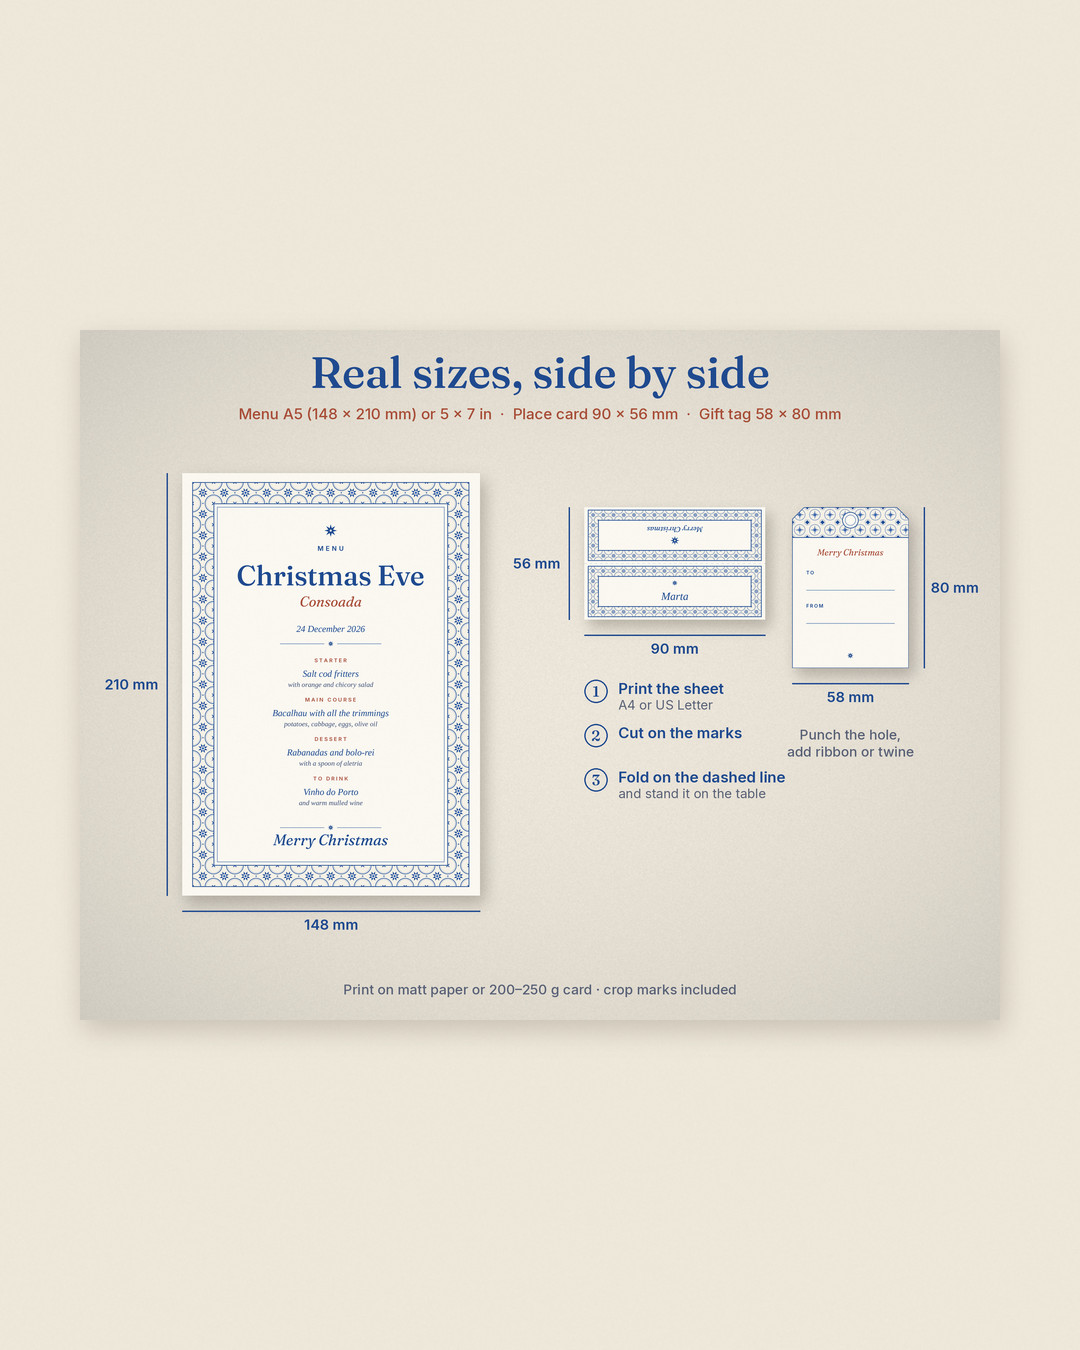 Real sizes, side by side
Menu A5 (148 × 210 mm) or 5 × 7 in · Place card 90 × 56 mm · Gift tag 58 × 80 mm
210 mm
MENU
Christmas Eve
Consoada
24 December 2026
STARTER
Salt cod fritters
with orange and chicory salad
MAIN COURSE
Bacalhau with all the trimmings
potatoes, cabbage, eggs, olive oil
DESSERT
Rabanadas and bolo-rei
with a spoon of aletria
TO DRINK
Vinho do Porto
and warm mulled wine
Merry Christmas
148 mm
56 mm
Merry Christmas
Marta
90 mm
Merry Christmas
TO
FROM
80 mm
58 mm
1 Print the sheet
A4 or US Letter
2 Cut on the marks
3 Fold on the dashed line
and stand it on the table
Punch the hole,
add ribbon or twine
Print on matt paper or 200–250 g card · crop marks included